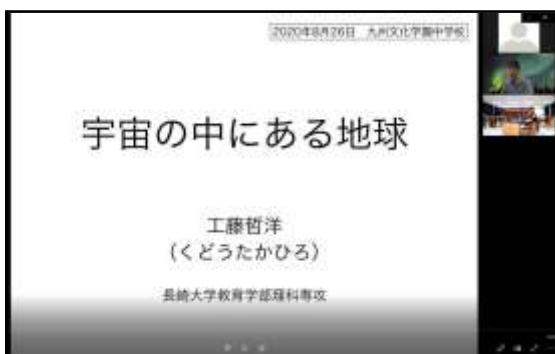 2020年8月26日 九州文化学園中学校
宇宙の中にある地球
工藤哲洋
(くどうたかひろ)
長崎大学教育学部理科専攻